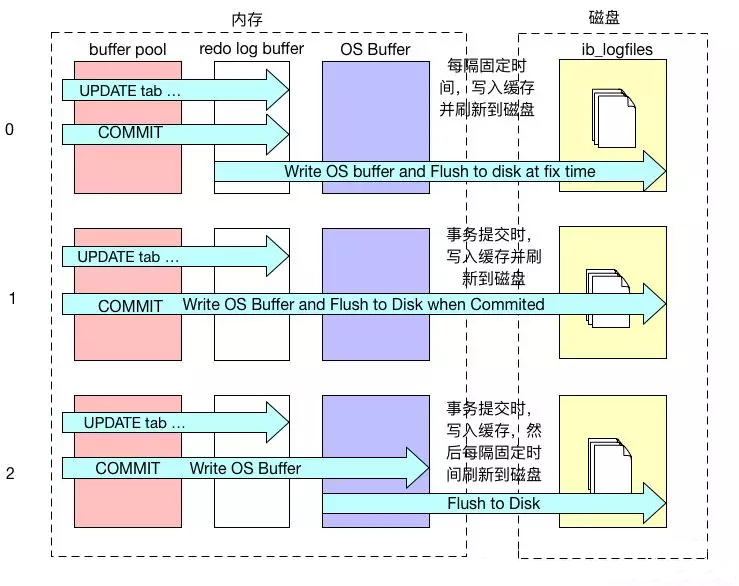 内存
磁盘
buffer pool
redo log buffer
OS Buffer
ib_logfiles
0
UPDATE tab ...
COMMIT
每隔固定时
间，写入缓存
并刷新到磁盘
Write OS buffer and Flush to disk at fix time
1
UPDATE tab ...
事务提交时，
写入缓存并刷
新到磁盘
COMMIT Write OS Buffer and Flush to Disk when Commited
2
UPDATE tab ...
事务提交时，
写入缓存，然
后每隔固定时
间刷新到磁盘
COMMIT Write OS Buffer
Flush to Disk